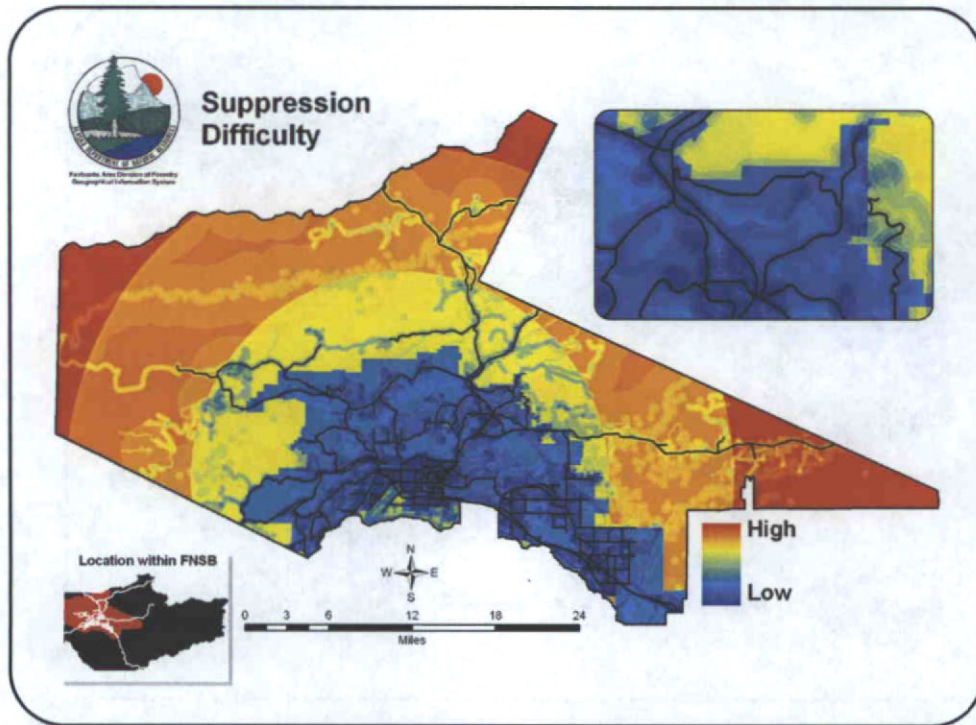 Suppression
Difficulty
Fairbanks Area Division of Forestry
Geographical Information System
High
Low
Location within FNSB
N
W E
S
0 3 6 12 18 24
Miles